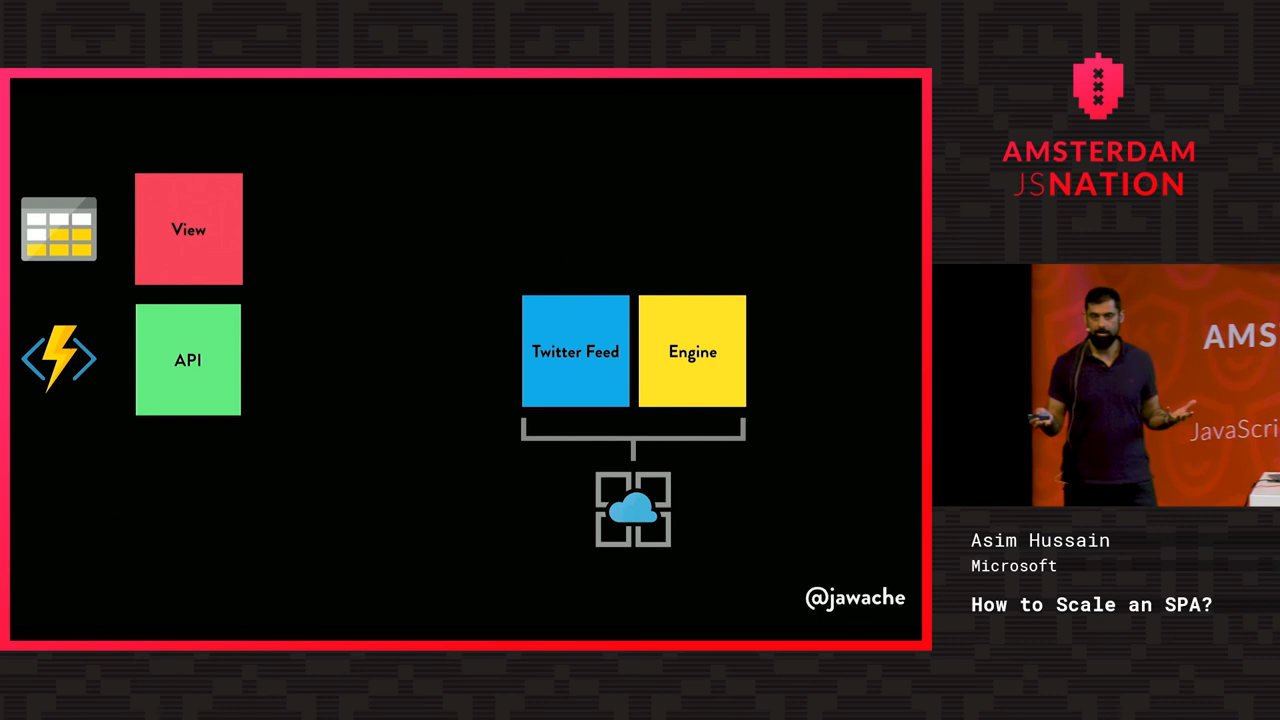 View
API
Twitter Feed
Engine
@jawache
AMSTERDAM
JSNATION
AMS
JavaScri
Asim Hussain
Microsoft
How to Scale an SPA?